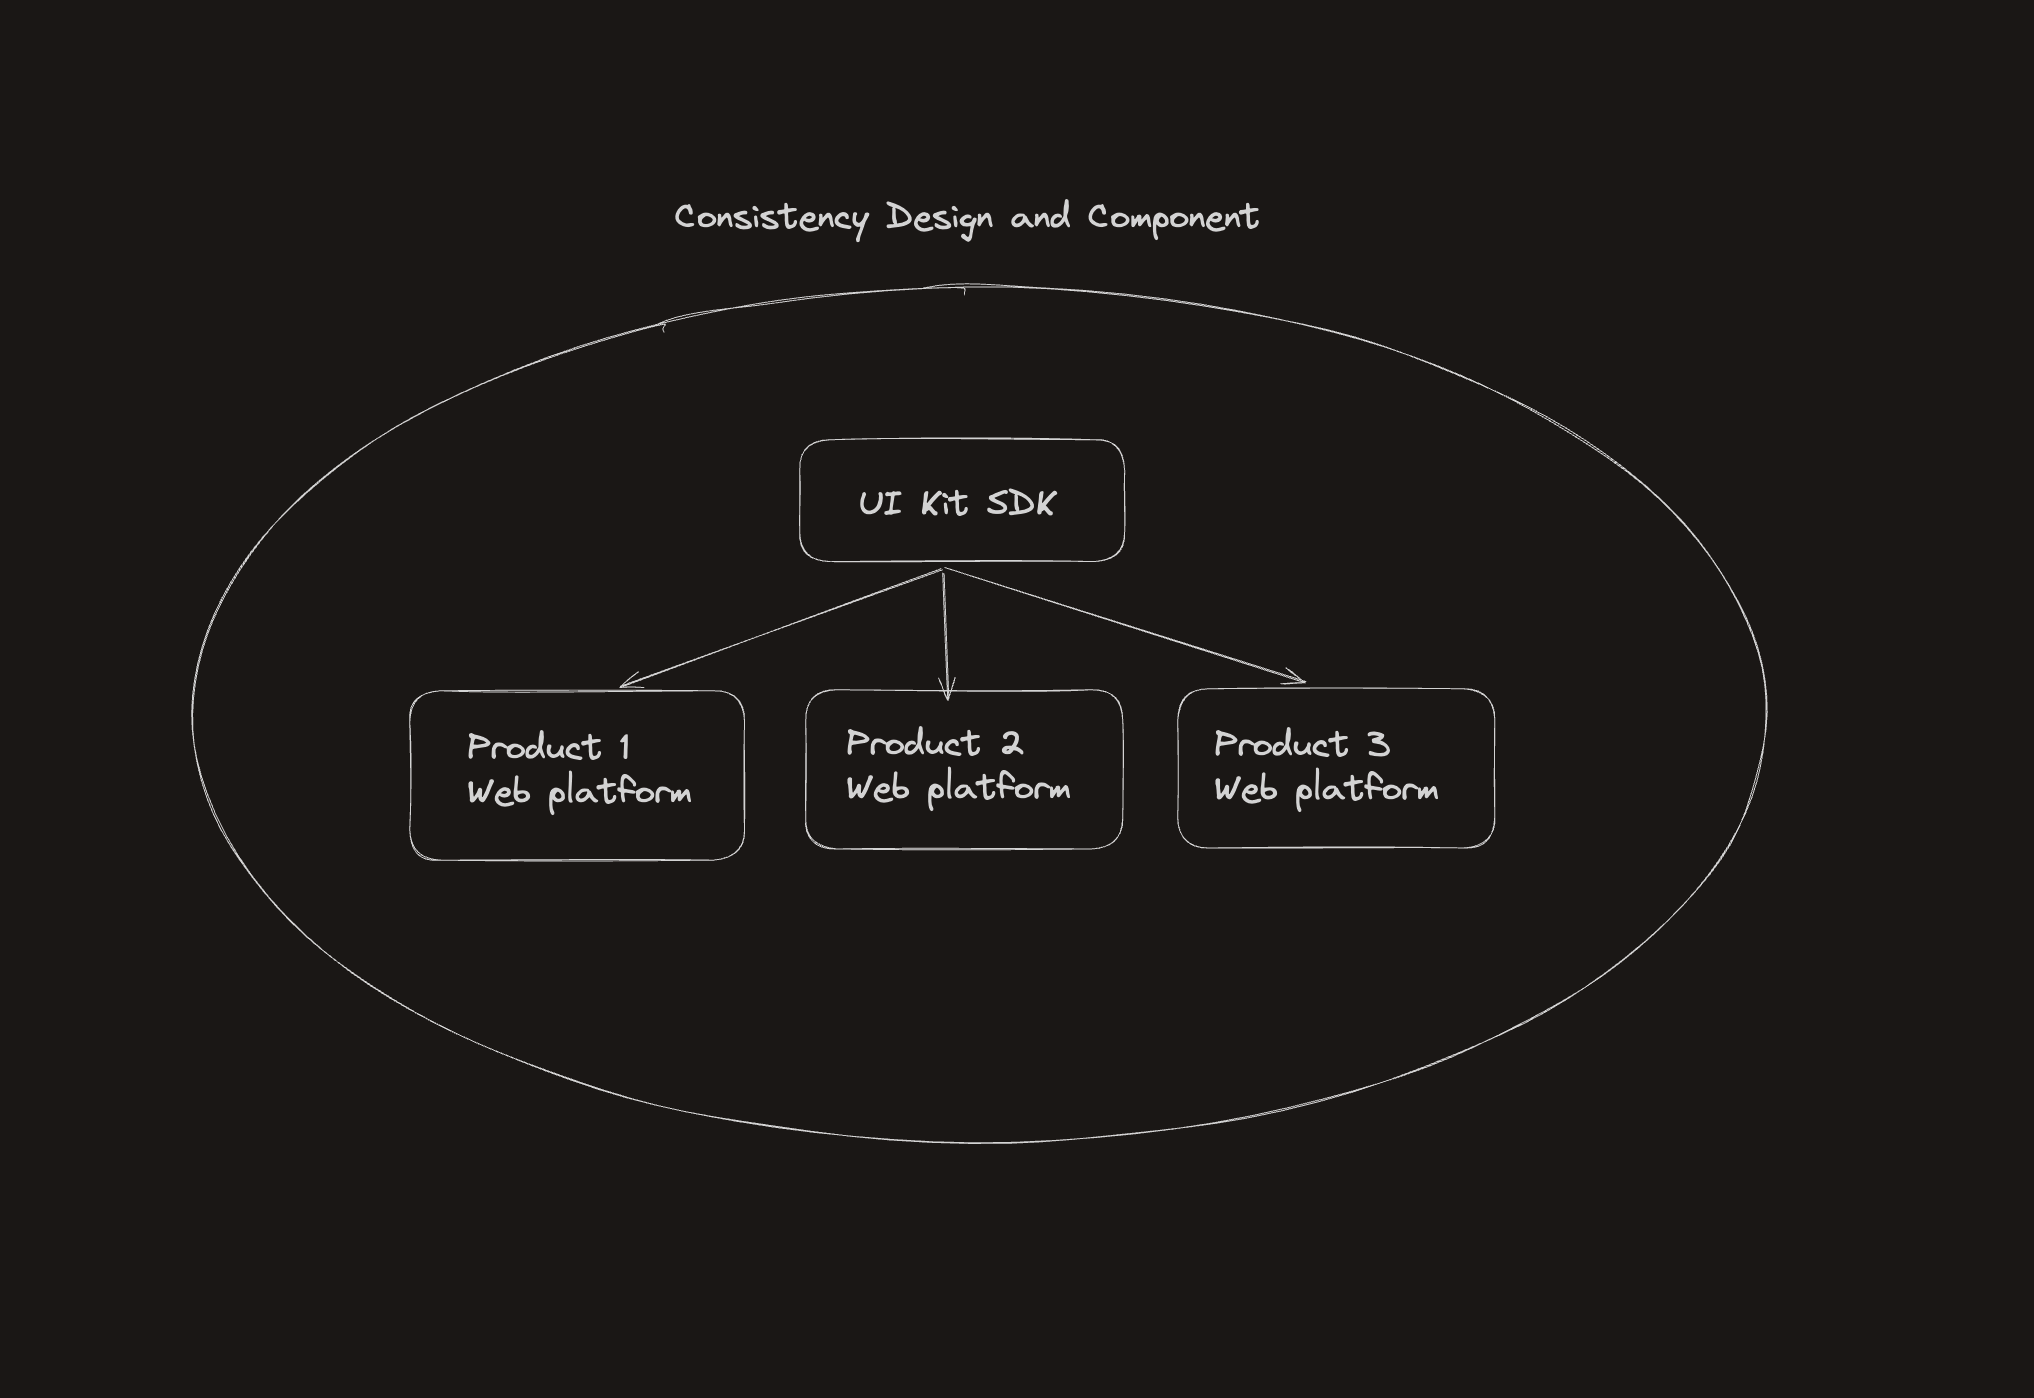 Consistency Design and Component
UI Kit SDK
Product 1
Web platform
Product 2
Web platform
Product 3
Web platform